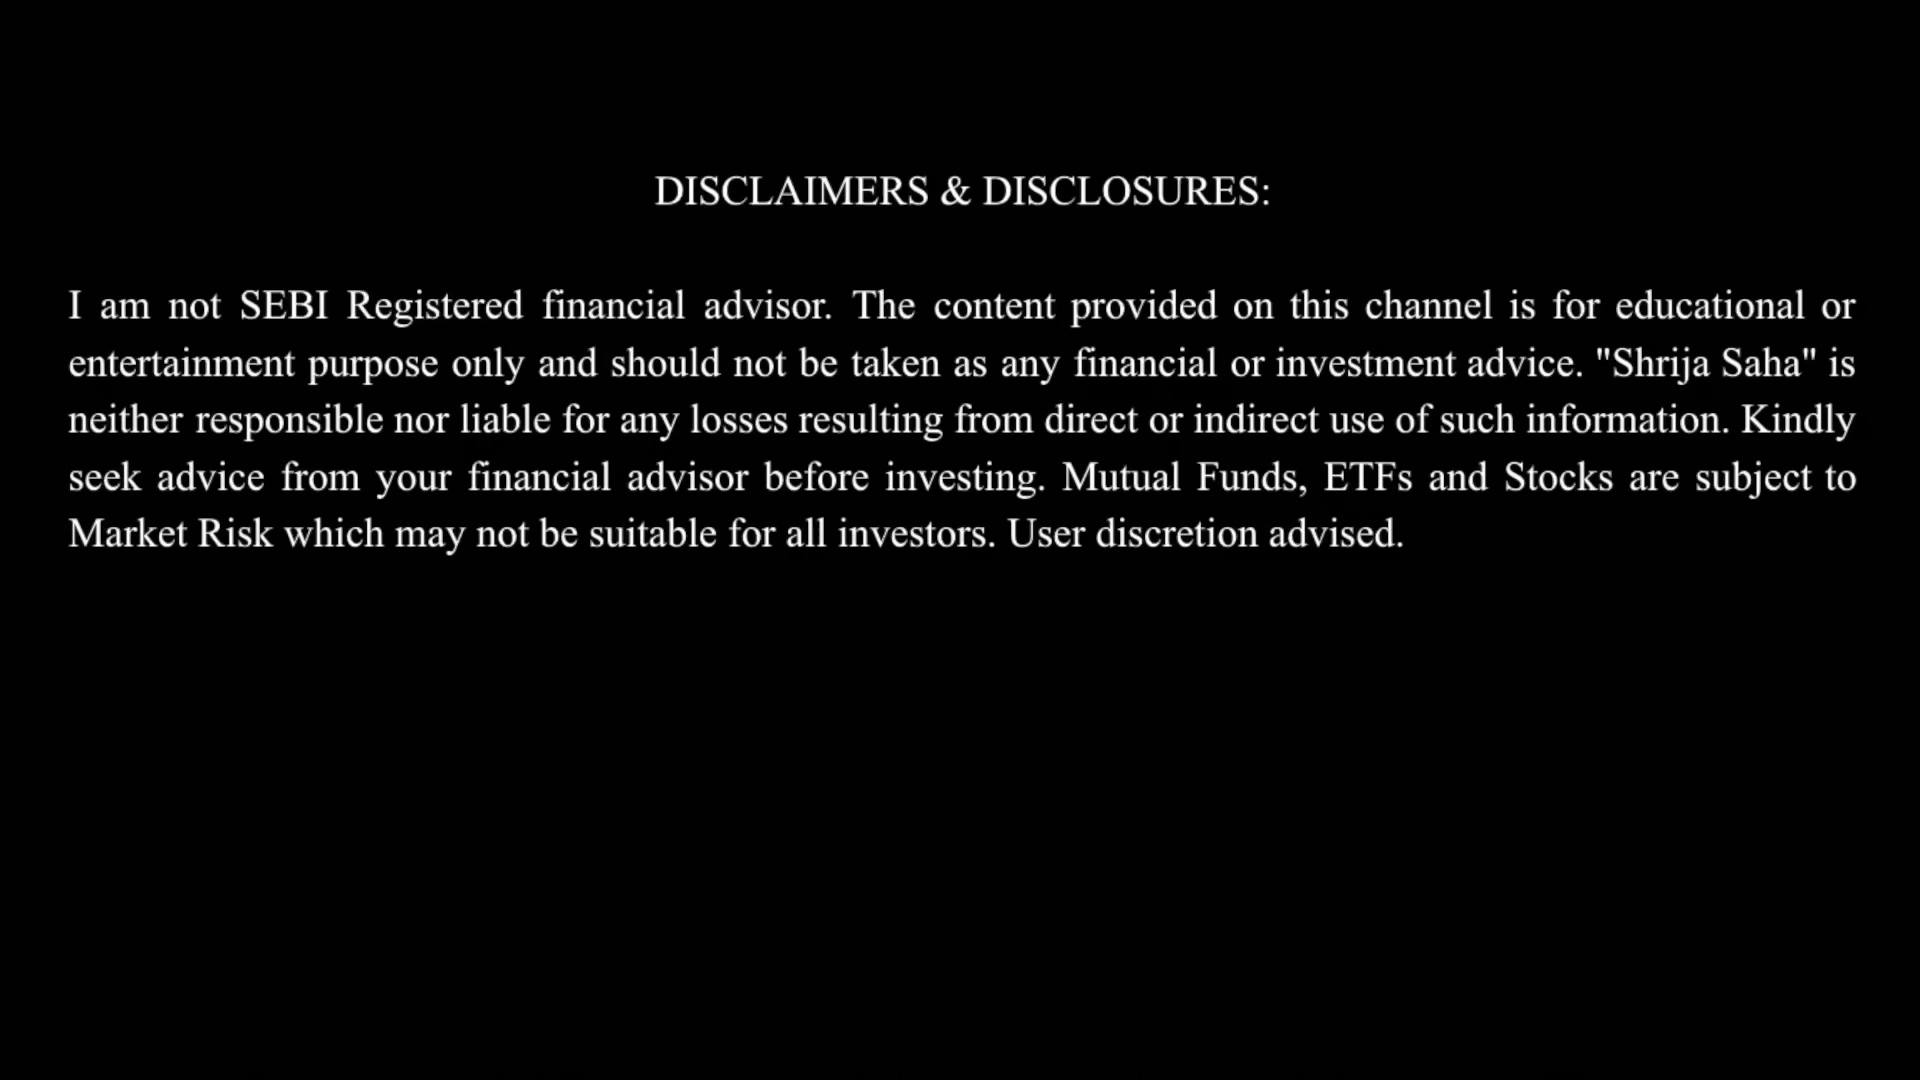 DISCLAIMERS & DISCLOSURES:
I am not SEBI Registered financial advisor. The content provided on this channel is for educational or
entertainment purpose only and should not be taken as any financial or investment advice. "Shrija Saha" is
neither responsible nor liable for any losses resulting from direct or indirect use of such information. Kindly
seek advice from your financial advisor before investing. Mutual Funds, ETFs and Stocks are subject to
Market Risk which may not be suitable for all investors. User discretion advised.